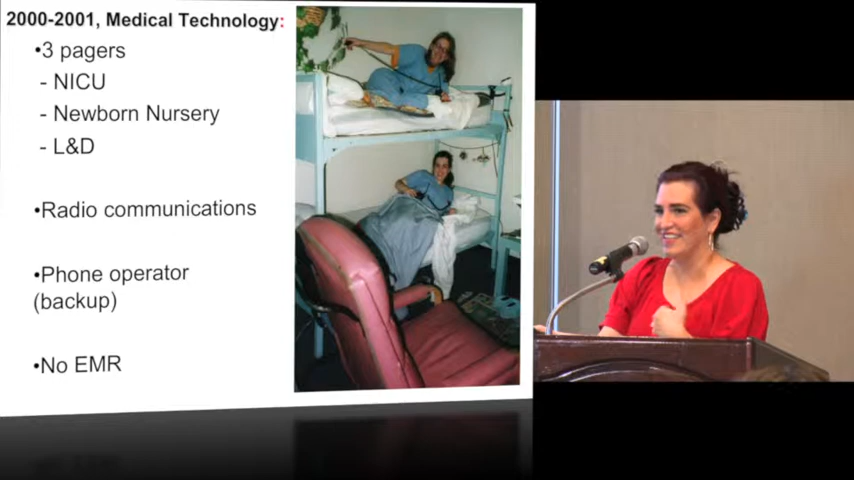 2000-2001, Medical Technology:
•3 pagers
- NICU
- Newborn Nursery
- L&D
•Radio communications
•Phone operator
(backup)
•No EMR